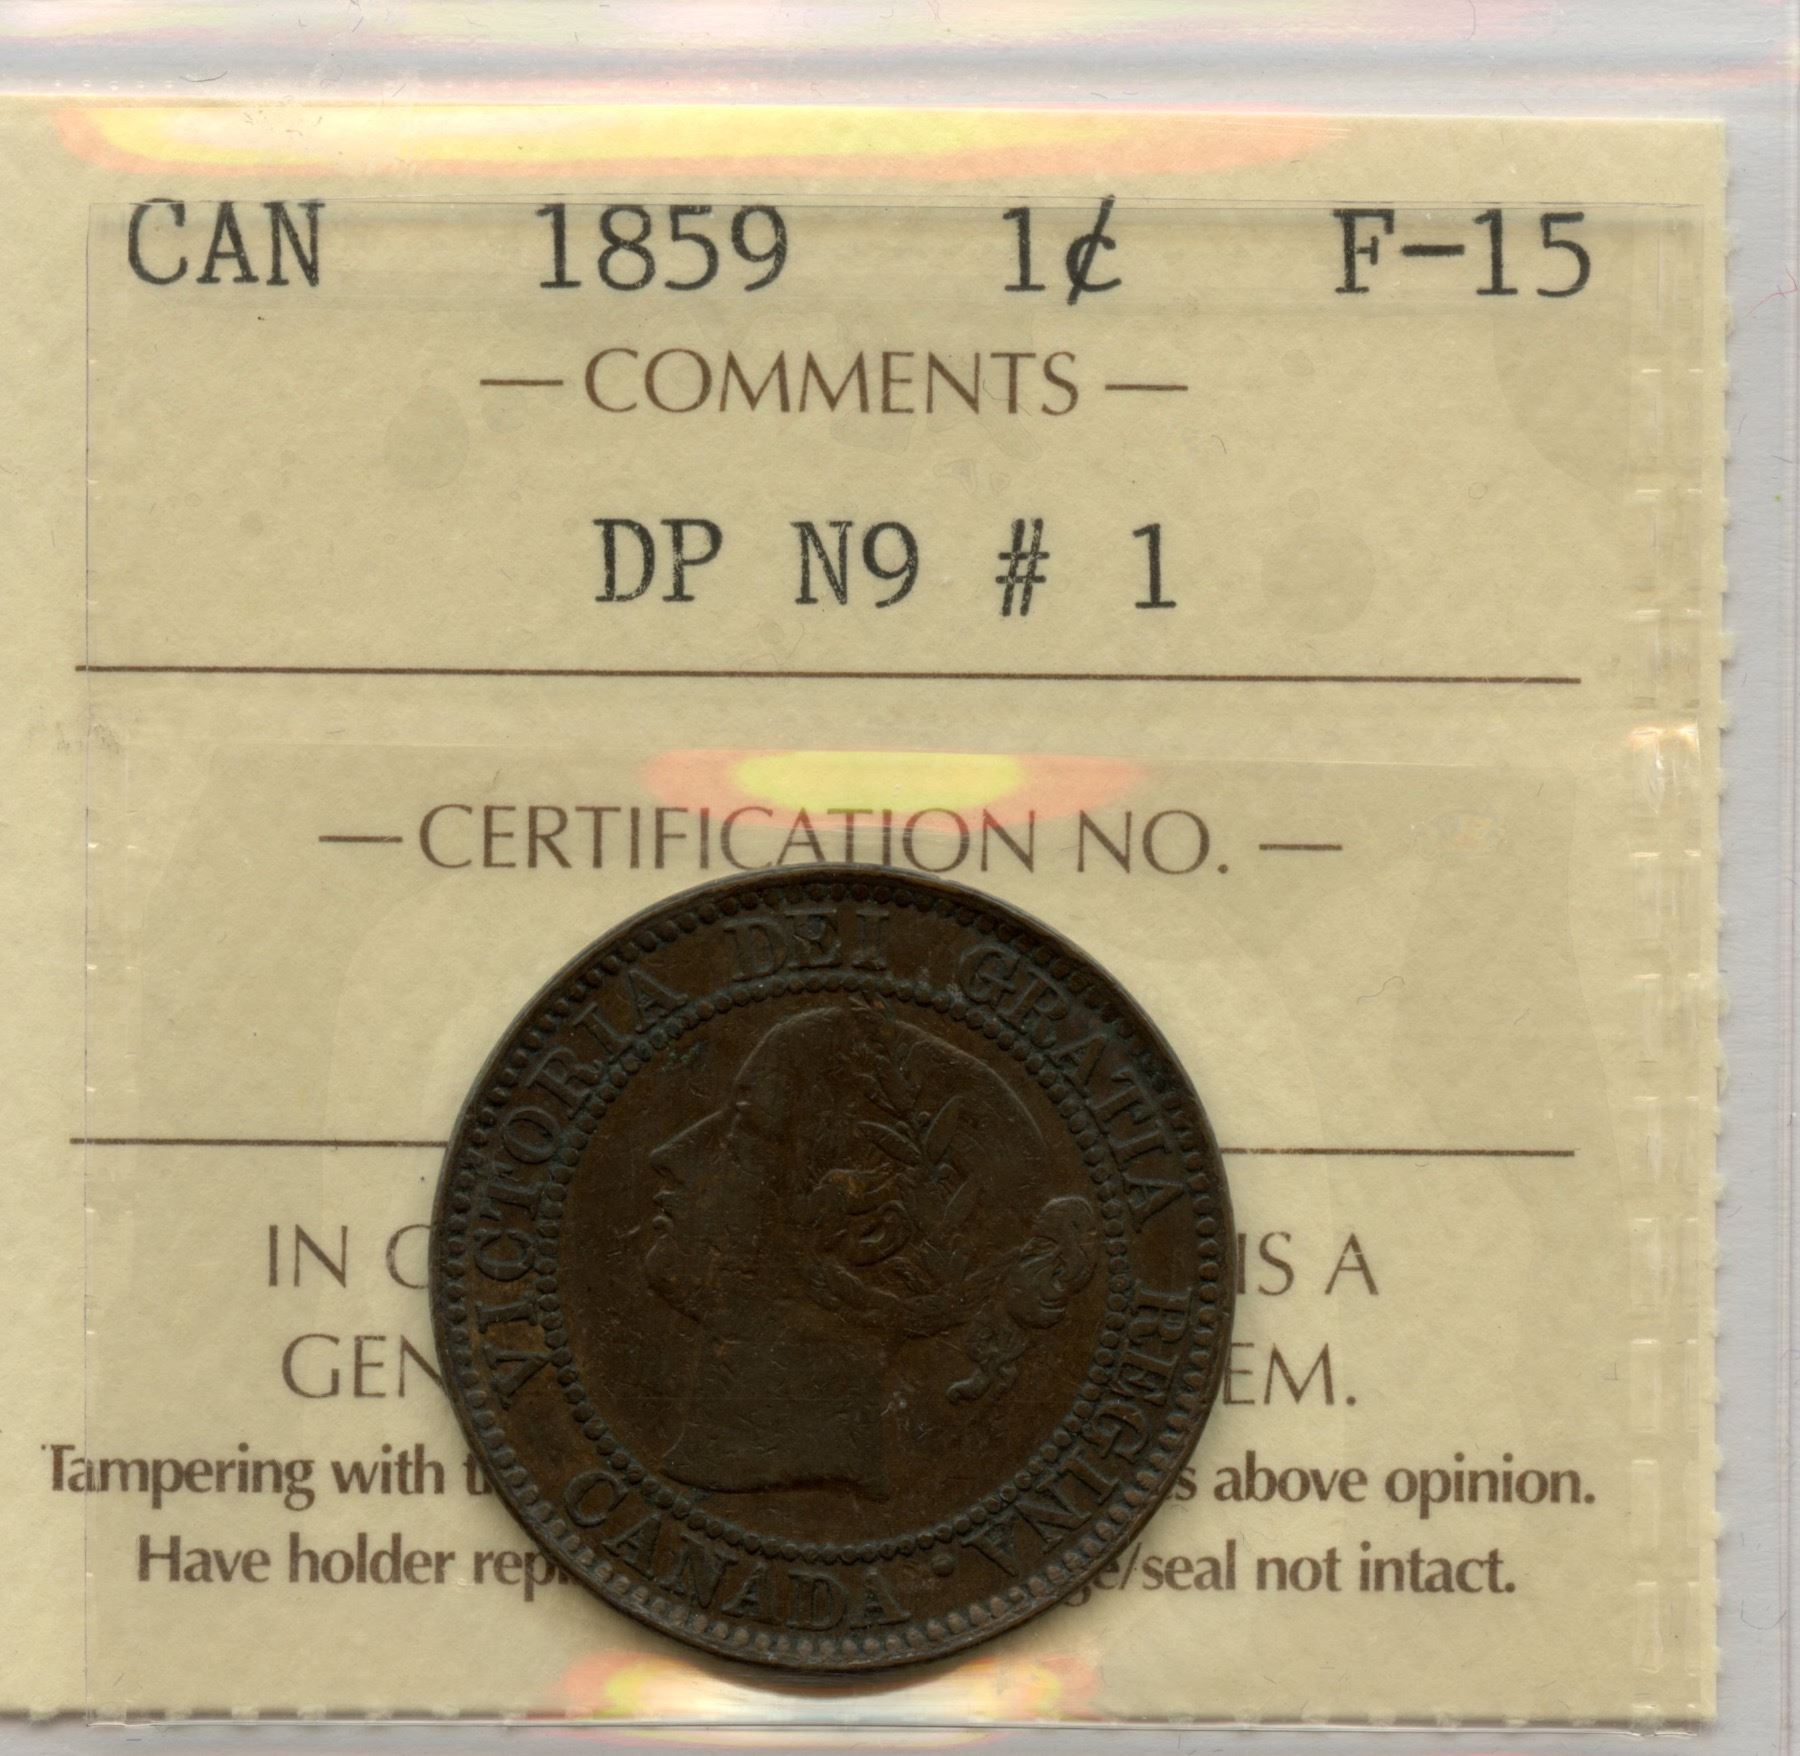 CAN 1859 1¢ F-15
— COMMENTS —
DP N9 # 1
— CERTIFICATION NO. —
VICTORIA DEI GRATIA REGINA.
CANADA
IN IS A
GEN EM.
Tampering with t s above opinion.
Have holder rep e/seal not intact.